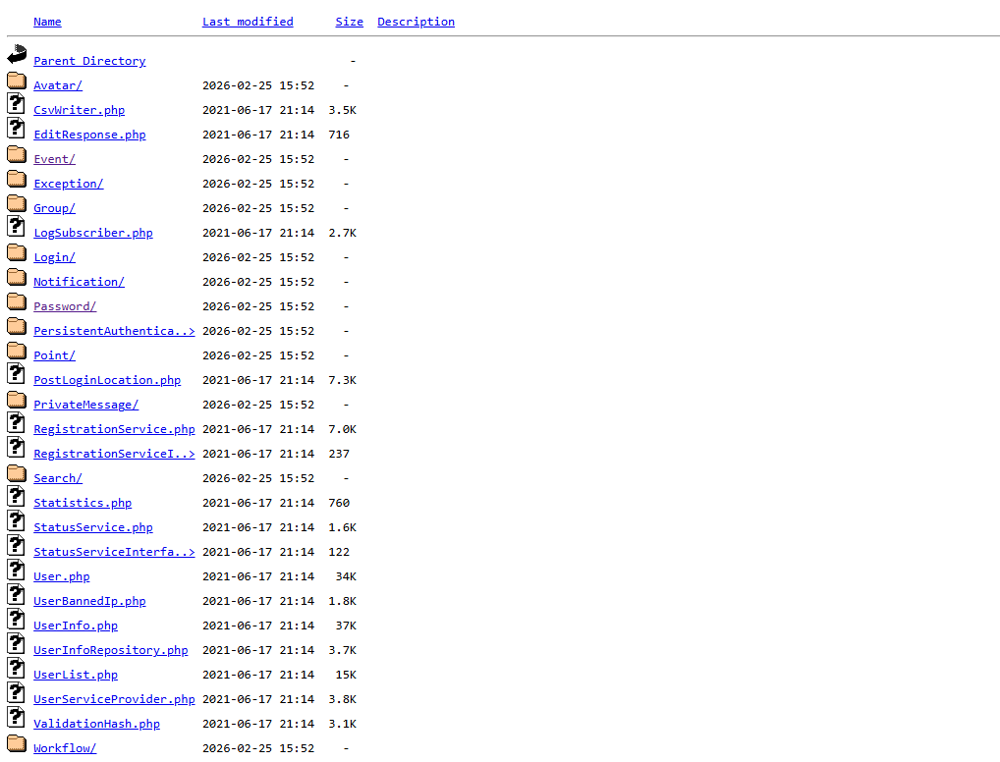 Name Last modified Size Description
Parent Directory -
Avatar/ 2026-02-25 15:52 -
CsvWriter.php 2021-06-17 21:14 3.5K
EditResponse.php 2021-06-17 21:14 716
Event/ 2026-02-25 15:52 -
Exception/ 2026-02-25 15:52 -
Group/ 2026-02-25 15:52 -
LogSubscriber.php 2021-06-17 21:14 2.7K
Login/ 2026-02-25 15:52 -
Notification/ 2026-02-25 15:52 -
Password/ 2026-02-25 15:52 -
PersistentAuthentica..> 2026-02-25 15:52 -
Point/ 2026-02-25 15:52 -
PostLoginLocation.php 2021-06-17 21:14 7.3K
PrivateMessage/ 2026-02-25 15:52 -
RegistrationService.php 2021-06-17 21:14 7.0K
RegistrationServiceI..> 2021-06-17 21:14 237
Search/ 2026-02-25 15:52 -
Statistics.php 2021-06-17 21:14 760
StatusService.php 2021-06-17 21:14 1.6K
StatusServiceInterfa..> 2021-06-17 21:14 122
User.php 2021-06-17 21:14 34K
UserBannedIp.php 2021-06-17 21:14 1.8K
UserInfo.php 2021-06-17 21:14 37K
UserInfoRepository.php 2021-06-17 21:14 3.7K
UserList.php 2021-06-17 21:14 15K
UserServiceProvider.php 2021-06-17 21:14 3.8K
ValidationHash.php 2021-06-17 21:14 3.1K
Workflow/ 2026-02-25 15:52 -